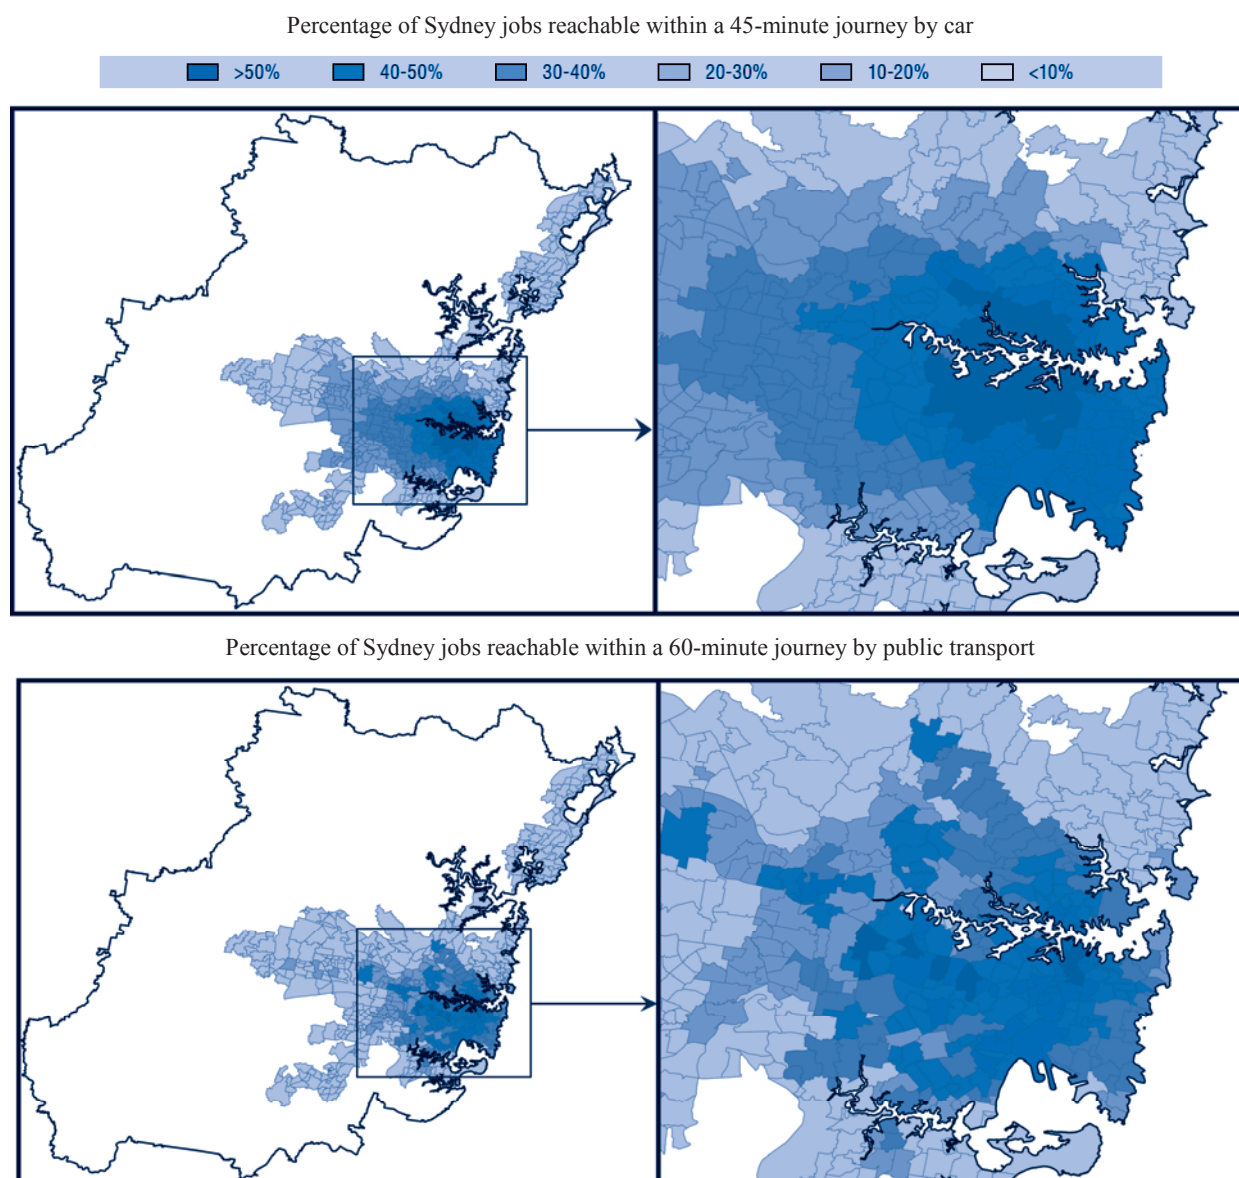 Percentage of Sydney jobs reachable within a 45-minute journey by car
>50% 40-50% 30-40% 20-30% 10-20% <10%
Percentage of Sydney jobs reachable within a 60-minute journey by public transport